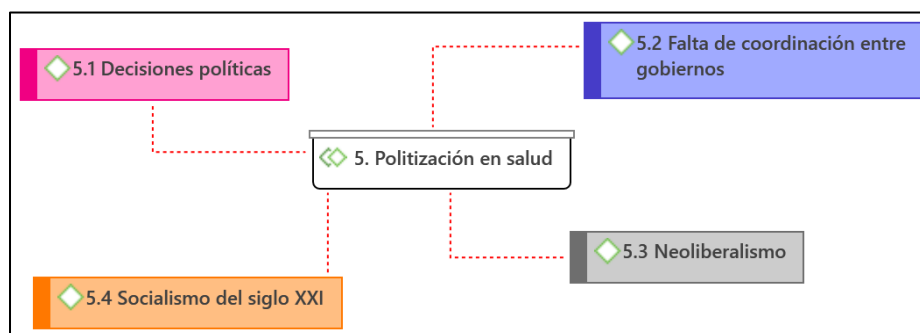 5.1 Decisiones políticas
5.2 Falta de coordinación entre
gobiernos
5. Politización en salud
5.3 Neoliberalismo
5.4 Socialismo del siglo XXI